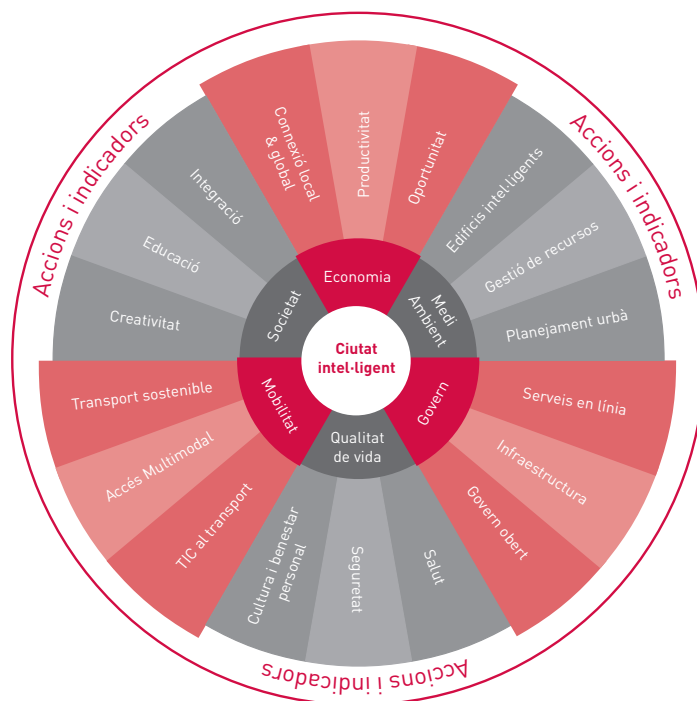 Accions i indicadors
Accions i indicadors
Accions i indicadors
Ciutat
intel·ligent
Economia
Connexió local
& global
Productivitat
Oportunitat
Medi
Ambient
Edificis intel·ligents
Gestió de recursos
Planejament urbà
Govern
Serveis en línia
Infraestructura
Govern obert
Qualitat
de vida
Salut
Seguretat
Cultura i benestar
personal
Mobilitat
TIC al transport
Accés Multimodal
Transport sostenible
Societat
Creativitat
Educació
Integració